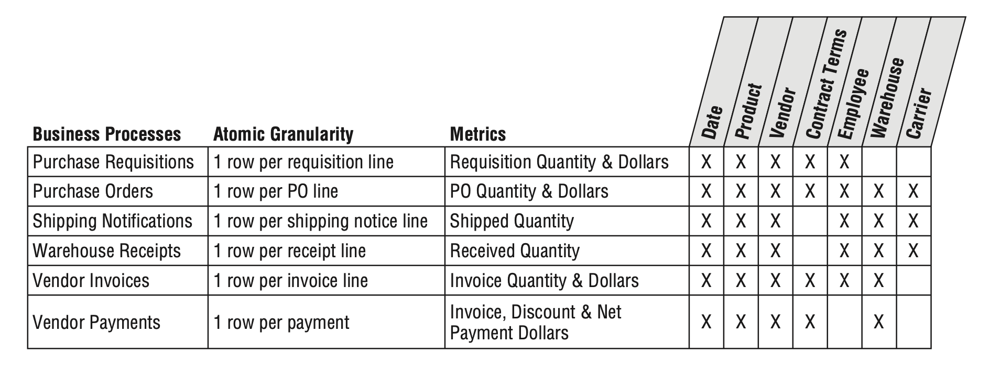 Date Product Vendor Contract Terms Employee Warehouse Carrier
Business Processes Atomic Granularity Metrics
Purchase Requisitions 1 row per requisition line Requisition Quantity & Dollars X X X X X
Purchase Orders 1 row per PO line PO Quantity & Dollars X X X X X X X
Shipping Notifications 1 row per shipping notice line Shipped Quantity X X X X X X
Warehouse Receipts 1 row per receipt line Received Quantity X X X X X X
Vendor Invoices 1 row per invoice line Invoice Quantity & Dollars X X X X X X
Vendor Payments 1 row per payment Invoice, Discount & Net
Payment Dollars X X X X X